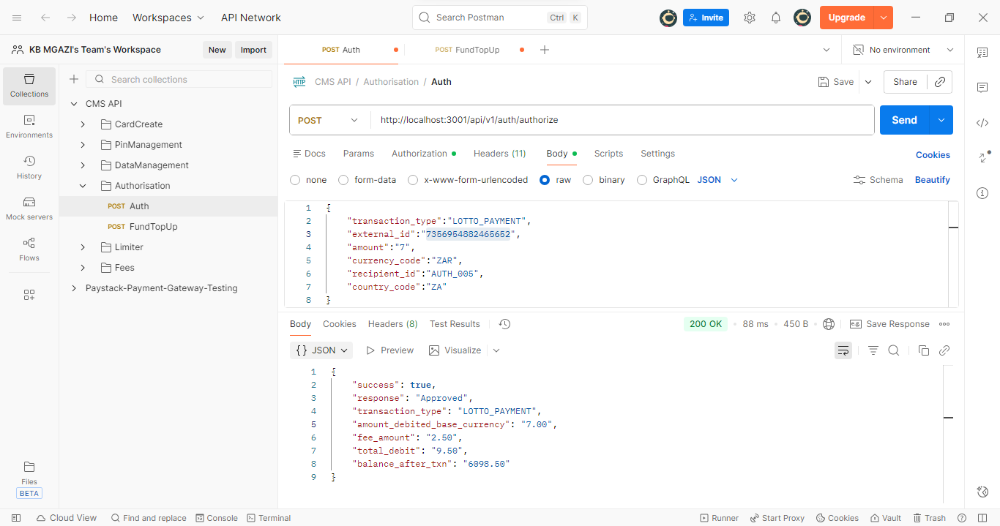 Home Workspaces API Network Search Postman Ctrl K Invite Upgrade
KB MGAZI's Team's Workspace New Import
POST Auth POST FundTopUp No environment
Collections
Environments
History
Mock servers
Flows
Files
BETA
Search collections
CMS API
CardCreate
PinManagement
DataManagement
Authorisation
POST Auth
POST FundTopUp
Limiter
Fees
Paystack-Payment-Gateway-Testing
HTTP CMS API / Authorisation / Auth Save Share
POST http://localhost:3001/api/v1/auth/authorize Send
Docs Params Authorization Headers (11) Body Scripts Settings Cookies
none form-data x-www-form-urlencoded raw binary GraphQL JSON Schema Beautify
1 {
2 "transaction_type":"LOTTO_PAYMENT",
3 "external_id":"7356954882465652",
4 "amount":"7",
5 "currency_code":"ZAR",
6 "recipient_id":"AUTH_005",
7 "country_code":"ZA"
8 }
Body Cookies Headers (8) Test Results 200 OK • 88 ms • 450 B • e.g. Save Response
{} JSON Preview Visualize
1 {
2 "success": true,
3 "response": "Approved",
4 "transaction_type": "LOTTO_PAYMENT",
5 "amount_debited_base_currency": "7.00",
6 "fee_amount": "2.50",
7 "total_debit": "9.50",
8 "balance_after_txn": "6098.50"
9 }
Cloud View Find and replace Console Terminal Runner Start Proxy Cookies Vault Trash